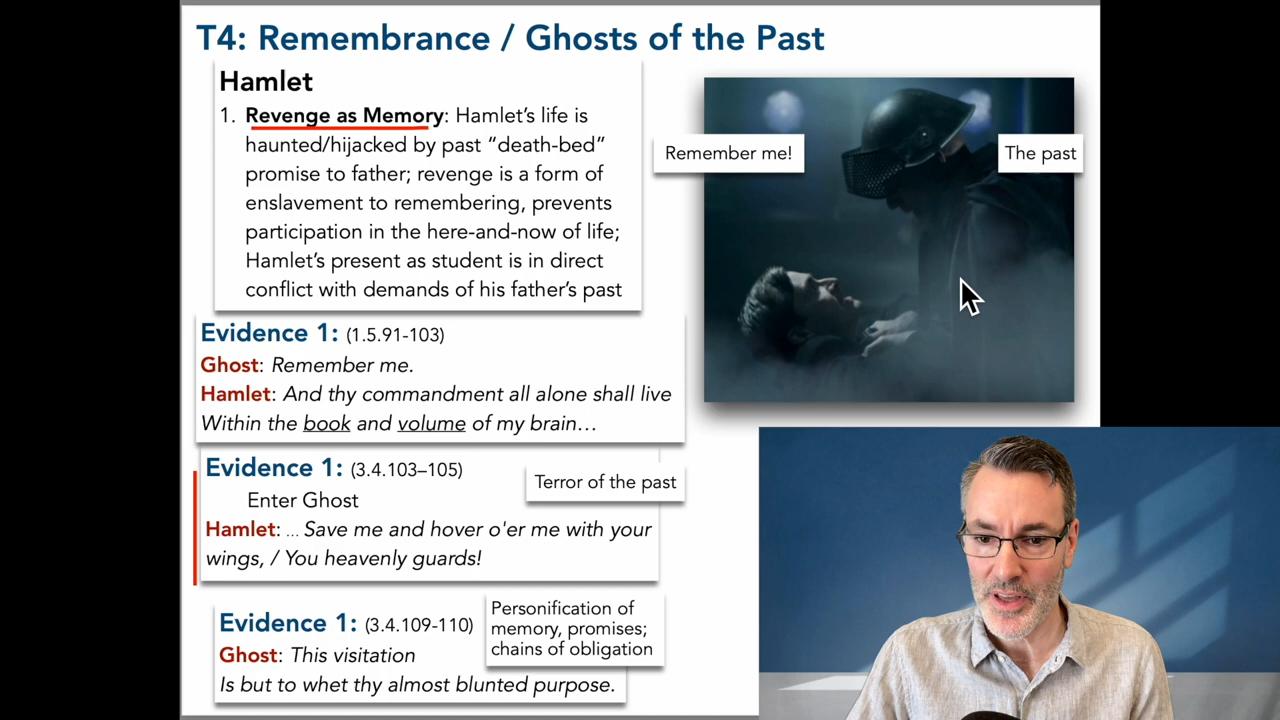 T4: Remembrance / Ghosts of the Past
Hamlet
1. Revenge as Memory: Hamlet's life is
haunted/hijacked by past “death-bed”
promise to father; revenge is a form of
enslavement to remembering, prevents
participation in the here-and-now of life;
Hamlet's present as student is in direct
conflict with demands of his father's past
Remember me!
The past
Evidence 1: (1.5.91-103)
Ghost: Remember me.
Hamlet: And thy commandment all alone shall live
Within the book and volume of my brain…
Evidence 1: (3.4.103–105)
Terror of the past
Enter Ghost
Hamlet: ... Save me and hover o'er me with your
wings, / You heavenly guards!
Evidence 1: (3.4.109-110)
Ghost: This visitation
Is but to whet thy almost blunted purpose.
Personification of
memory, promises;
chains of obligation